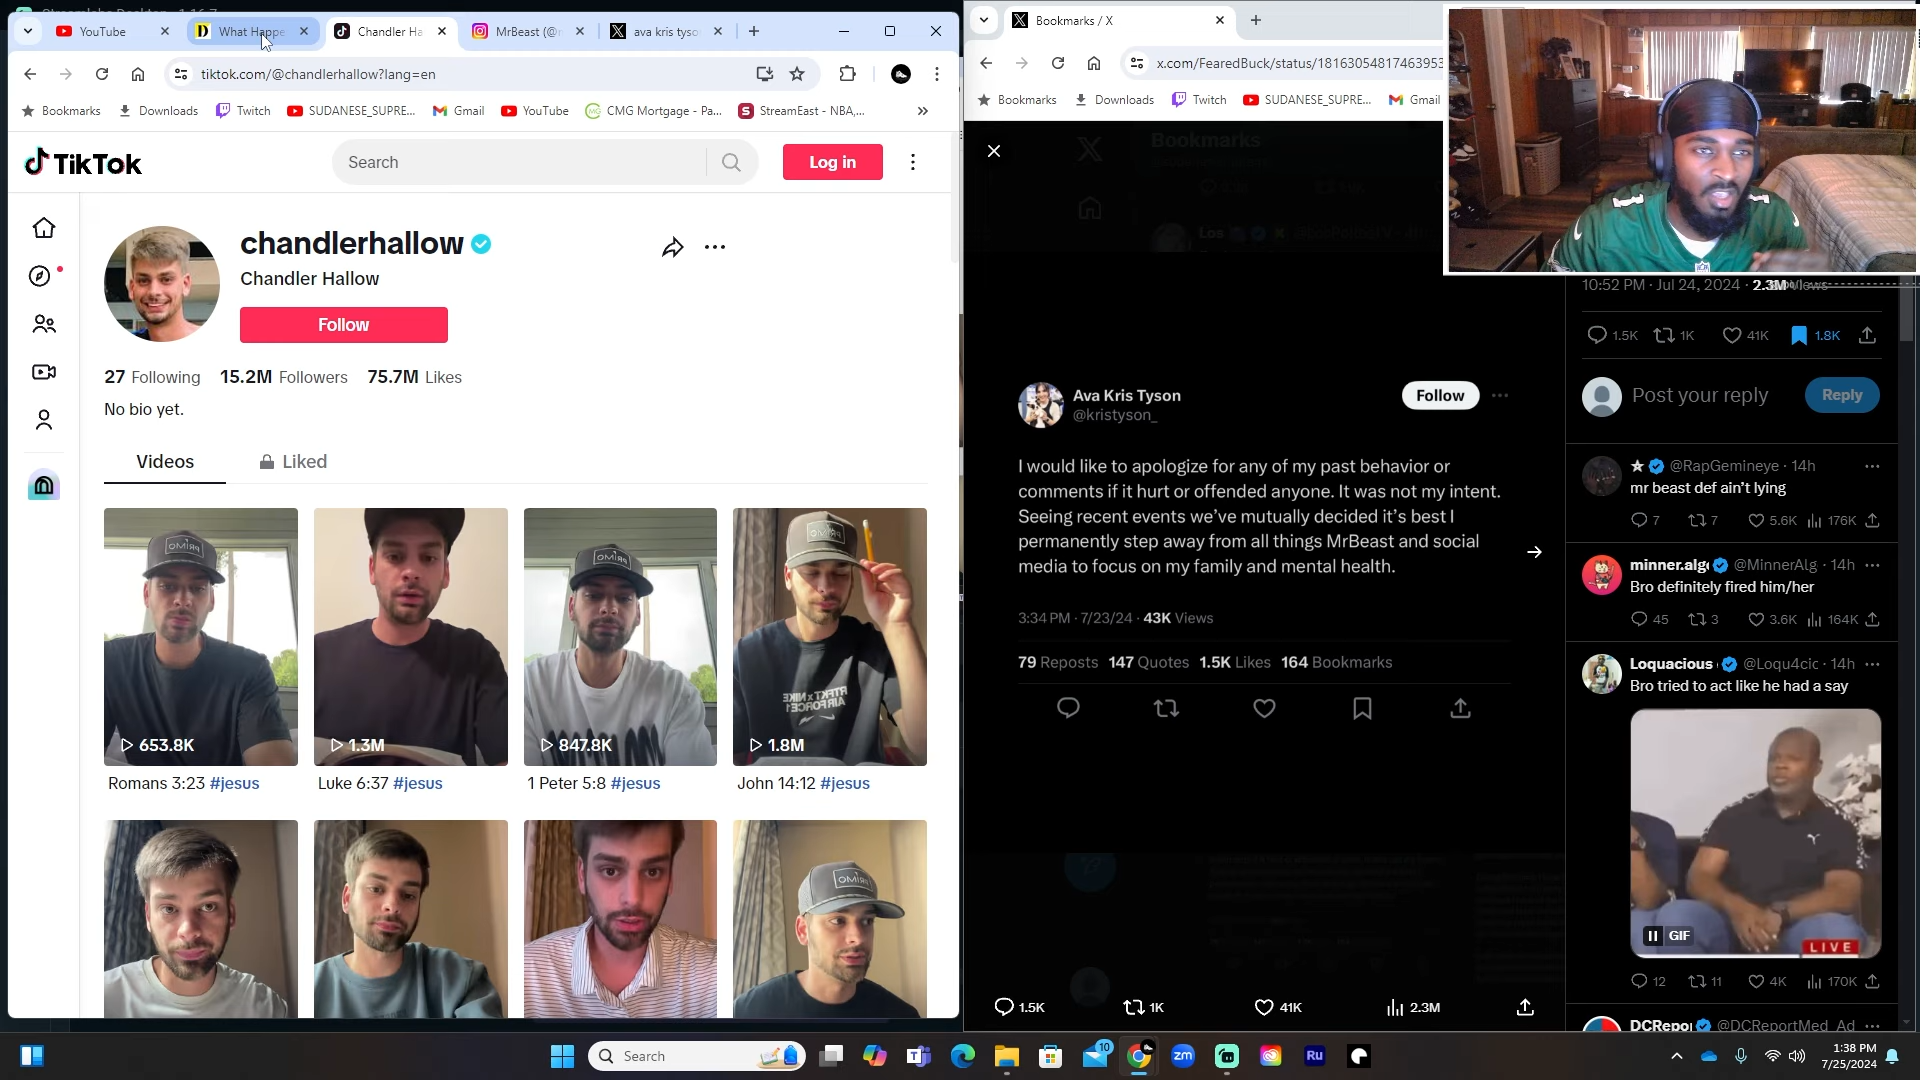 YouTube
What Happe
Chandler Ha
MrBeast (@
ava kris tyso
tiktok.com/@chandlerhallow?lang=en
Bookmarks
Downloads
Twitch
SUDANESE_SUPRE...
Gmail
YouTube
CMG Mortgage - Pa...
StreamEast - NBA,...
TikTok
Search
Log in
chandlerhallow
Chandler Hallow
Follow
27 Following 15.2M Followers 75.7M Likes
No bio yet.
Videos
Liked
653.8K
1.3M
847.8K
1.8M
Romans 3:23 #jesus
Luke 6:37 #jesus
1 Peter 5:8 #jesus
John 14:12 #jesus
Bookmarks / X
x.com/FearedBuck/status/18163054817463953
Bookmarks
Downloads
Twitch
SUDANESE_SUPRE...
Gmail
Bookmarks
Ava Kris Tyson
@kristyson_
Follow
I would like to apologize for any of my past behavior or
comments if it hurt or offended anyone. It was not my intent.
Seeing recent events we've mutually decided it's best I
permanently step away from all things MrBeast and social
media to focus on my family and mental health.
3:34 PM · 7/23/24 · 43K Views
79 Reposts 147 Quotes 1.5K Likes 164 Bookmarks
1.5K
1K
41K
2.3M
10:52 PM · Jul 24, 2024 · 2.3M Views
1.5K 1K 41K 1.8K
Post your reply
Reply
@RapGemineye · 14h
mr beast def ain't lying
7 7 5.6K 176K
minner.alg @MinnerAlg · 14h
Bro definitely fired him/her
45 3 3.6K 164K
Loquacious @Loqu4cic · 14h
Bro tried to act like he had a say
GIF
LIVE
12 11 4K 170K
DCRepo @DCReportMed_Ad
Search
10
zm
Ru
1:38 PM
7/25/2024